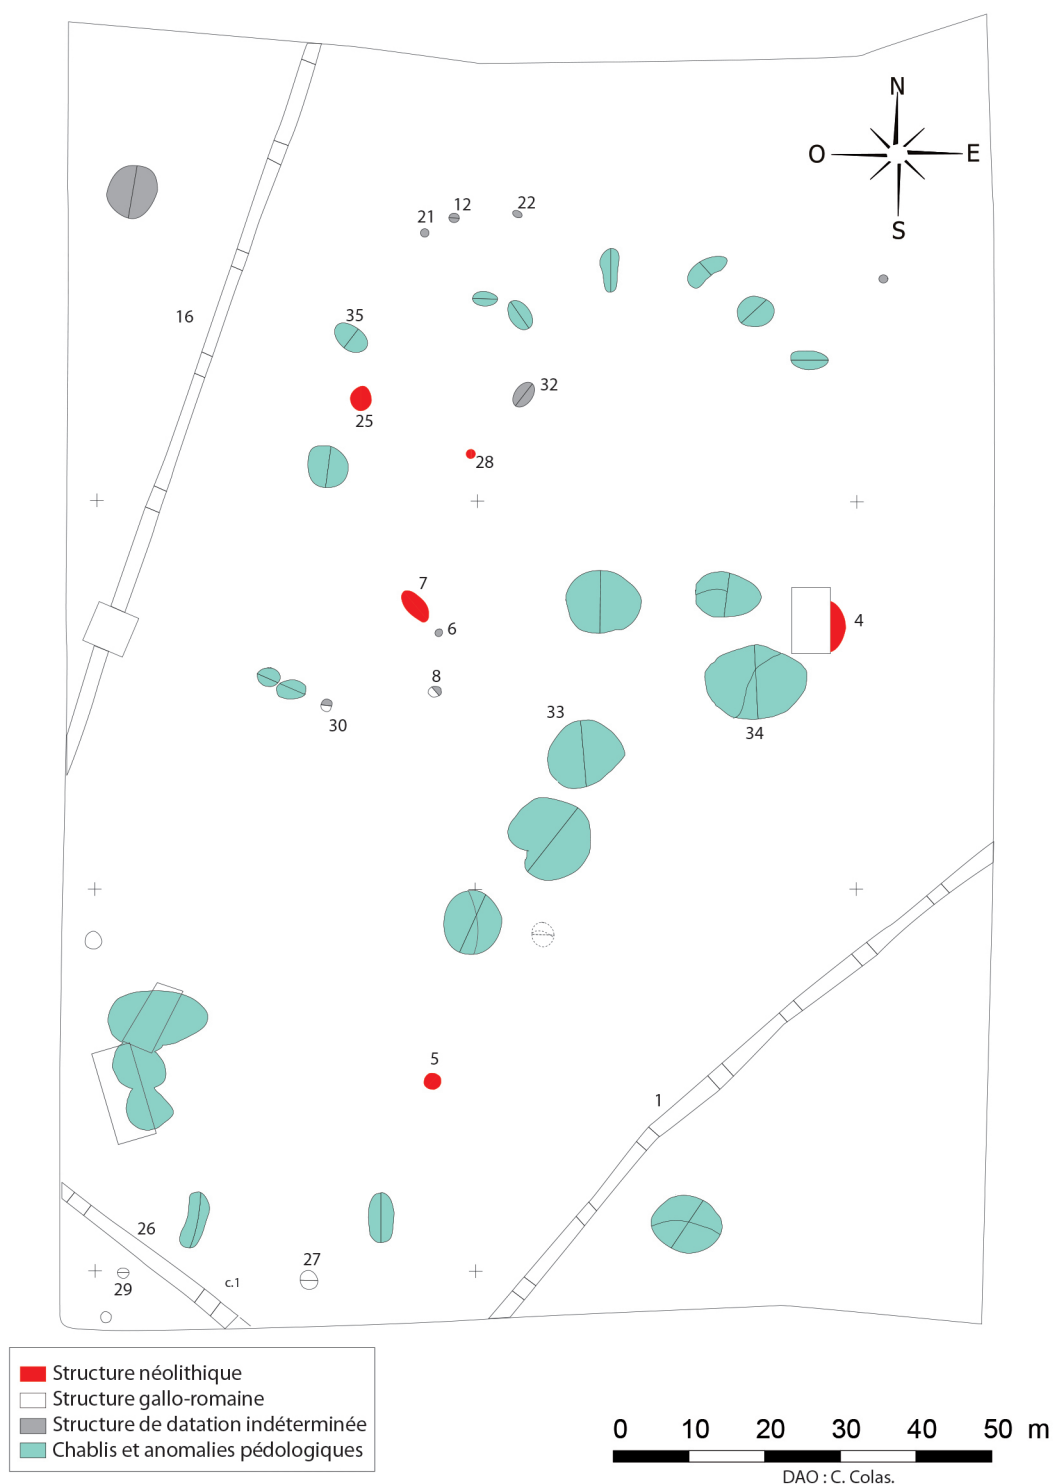 N
O E
S
12
22
21
16
35
32
25
28
7
6
4
8
33
30
34
5
1
26
27
c.1
29
Structure néolithique
Structure gallo-romaine
Structure de datation indéterminée
Chablis et anomalies pédologiques
0 10 20 30 40 50 m
DAO : C. Colas.